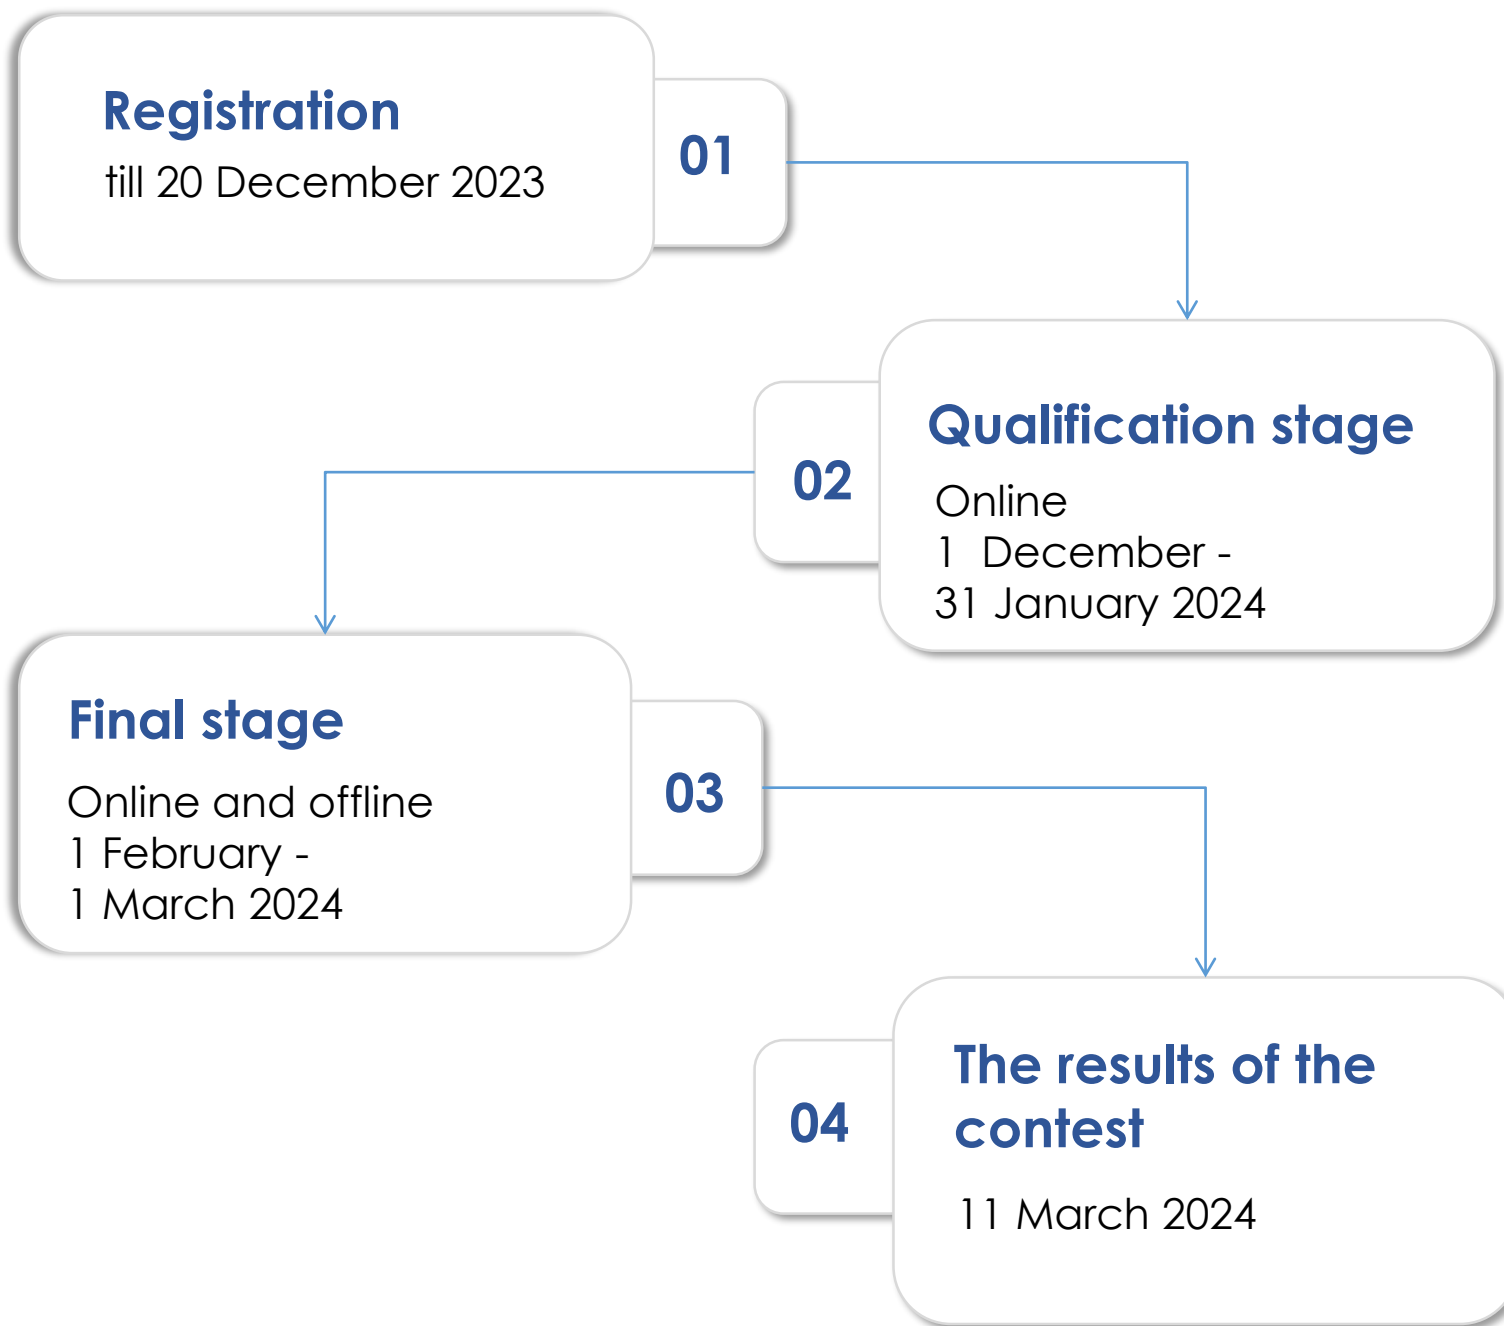 Registration
till 20 December 2023
01
Qualification stage
Online
1 December -
31 January 2024
02
Final stage
Online and offline
1 February -
1 March 2024
03
The results of the
contest
11 March 2024
04